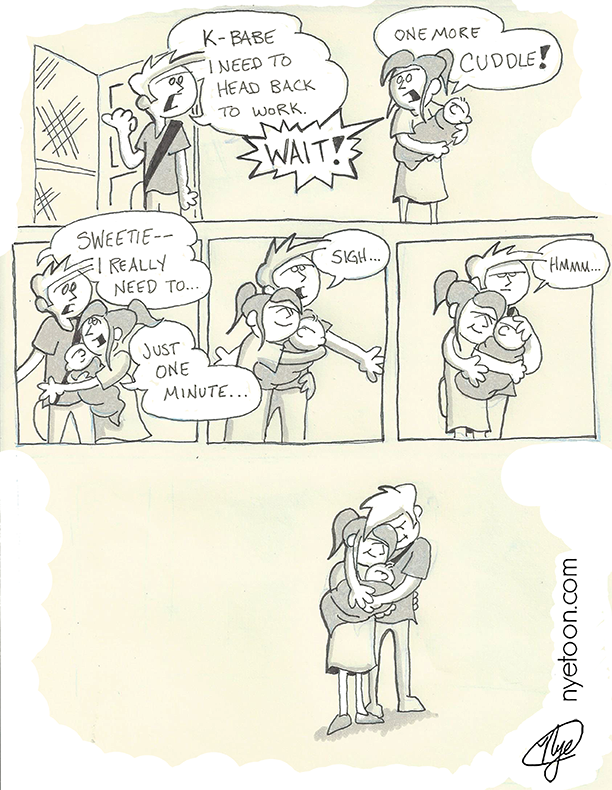 K-BABE
I NEED TO
HEAD BACK
TO WORK.
WAIT!
ONE MORE
CUDDLE!
SWEETIE--
I REALLY
NEED TO...
JUST
ONE
MINUTE...
SIGH...
HMMM...
nyetoon.com
Nye